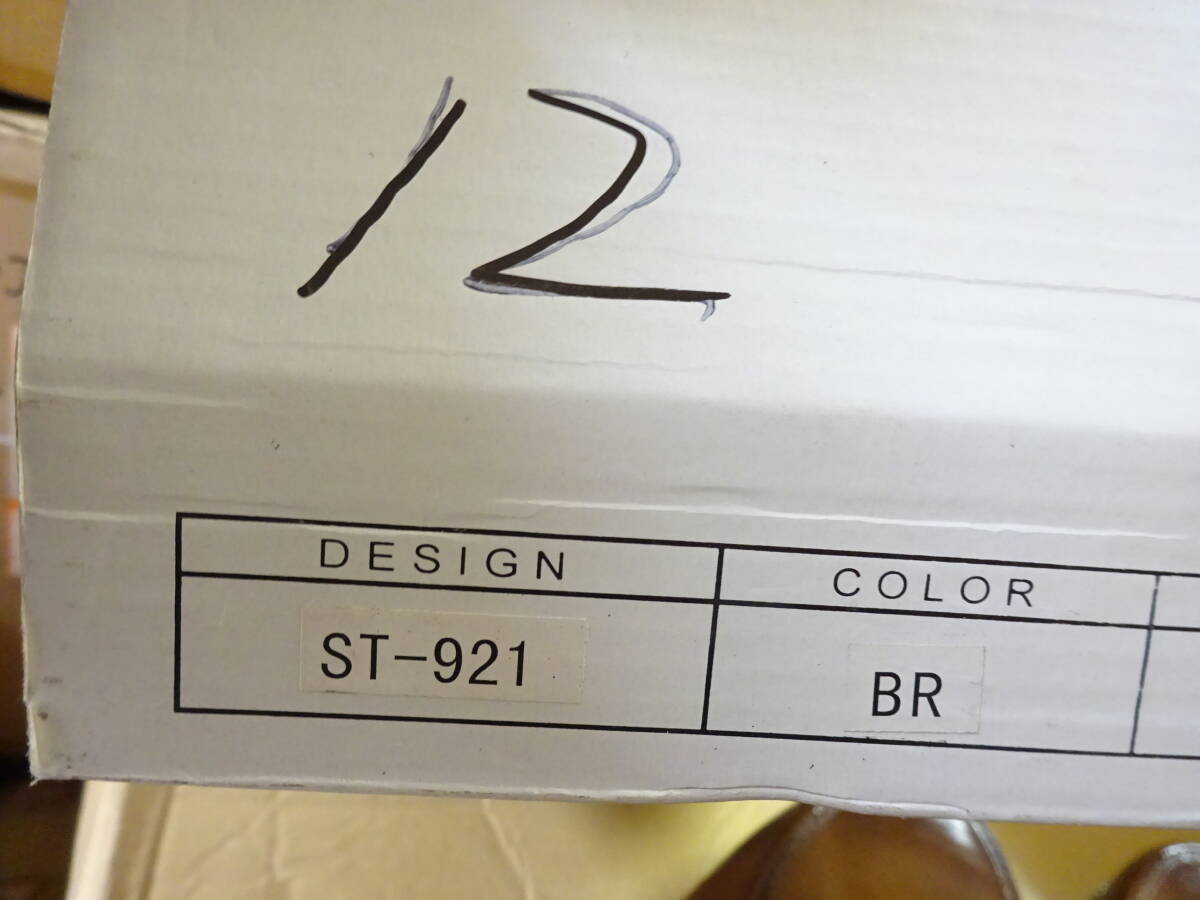 12
DESIGN COLOR
ST-921 BR